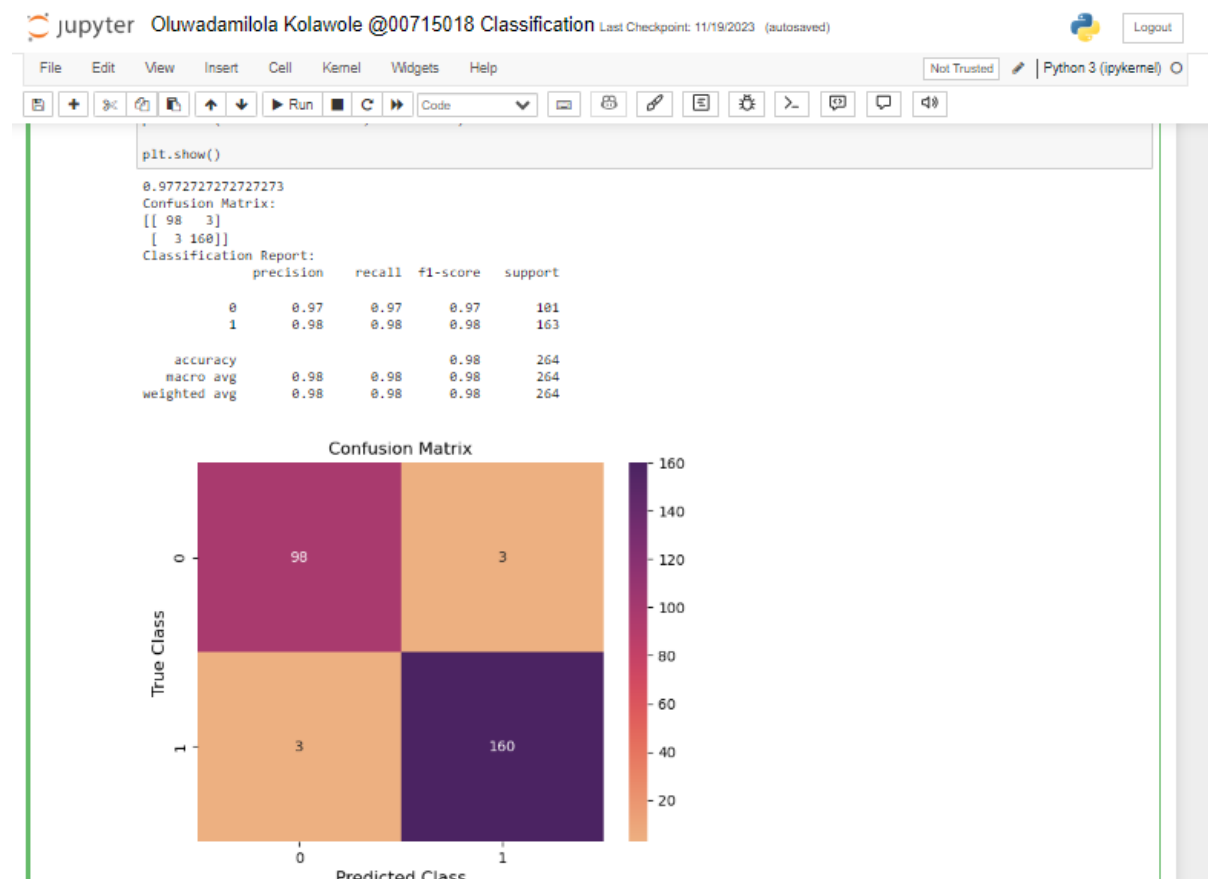 jupyter Oluwadamilola Kolawole @00715018 Classification Last Checkpoint: 11/19/2023 (autosaved)
Logout
File Edit View Insert Cell Kernel Widgets Help
Not Trusted Python 3 (ipykernel)
Run Code
plt.show()
0.9772727272727273
Confusion Matrix:
[[ 98   3]
 [  3 160]]
Classification Report:
precision recall f1-score support
0 0.97 0.97 0.97 101
1 0.98 0.98 0.98 163
accuracy 0.98 264
macro avg 0.98 0.98 0.98 264
weighted avg 0.98 0.98 0.98 264
Confusion Matrix
160
140
120
100
80
60
40
20
True Class
0
98 3
1
3 160
0 1
Predicted Class